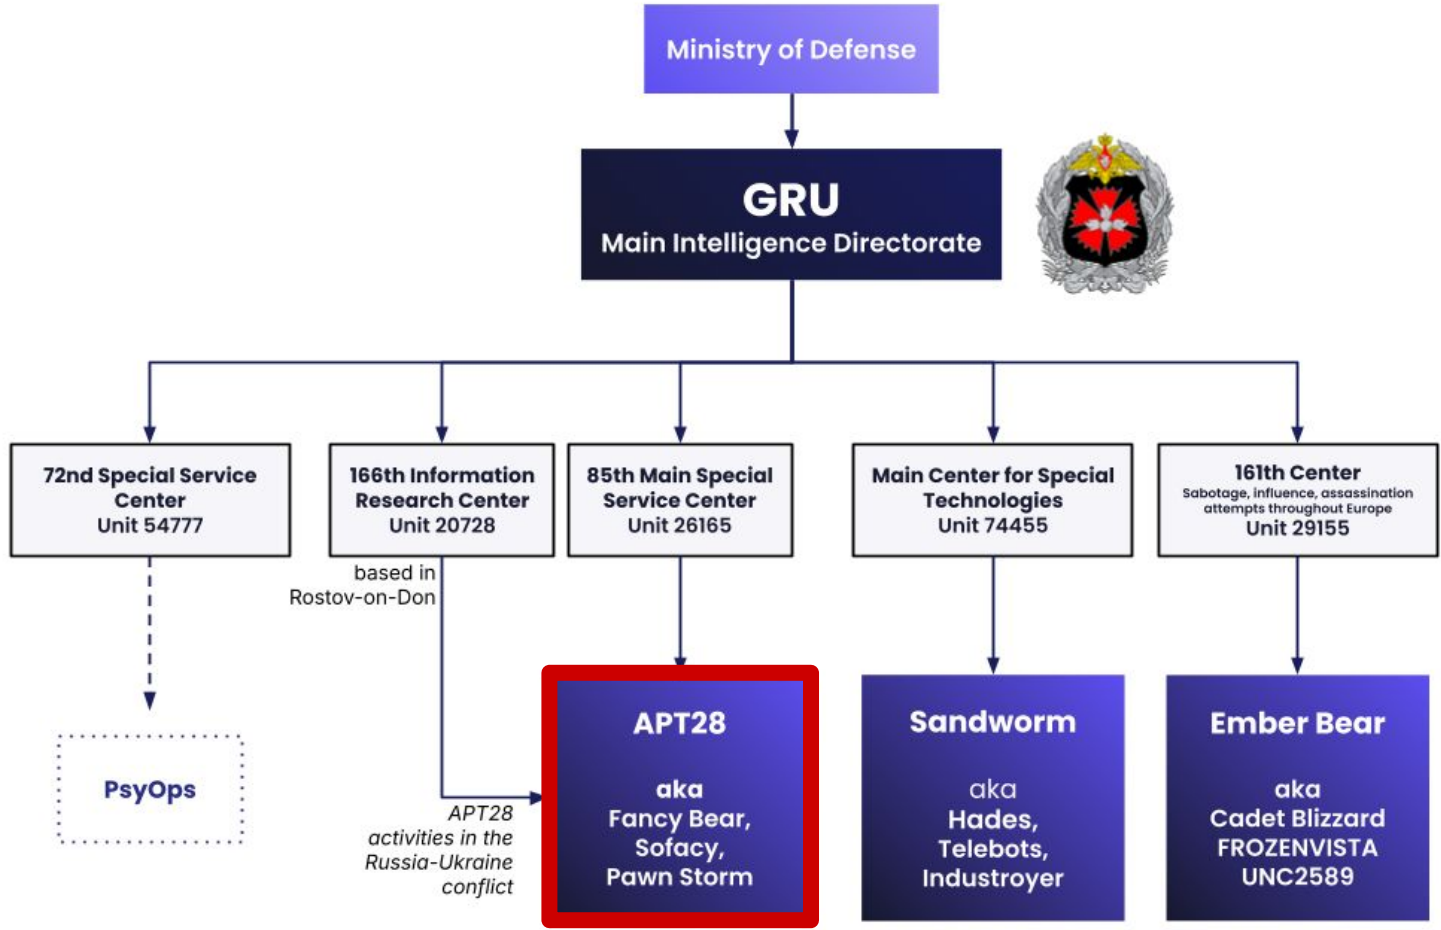 Ministry of Defense
GRU
Main Intelligence Directorate
72nd Special Service
Center
Unit 54777
166th Information
Research Center
Unit 20728
85th Main Special
Service Center
Unit 26165
Main Center for Special
Technologies
Unit 74455
161th Center
Sabotage, influence, assassination
attempts throughout Europe
Unit 29155
based in
Rostov-on-Don
PsyOps
APT28
activities in the
Russia-Ukraine
conflict
APT28
aka
Fancy Bear,
Sofacy,
Pawn Storm
Sandworm
aka
Hades,
Telebots,
Industroyer
Ember Bear
aka
Cadet Blizzard
FROZENVISTA
UNC2589